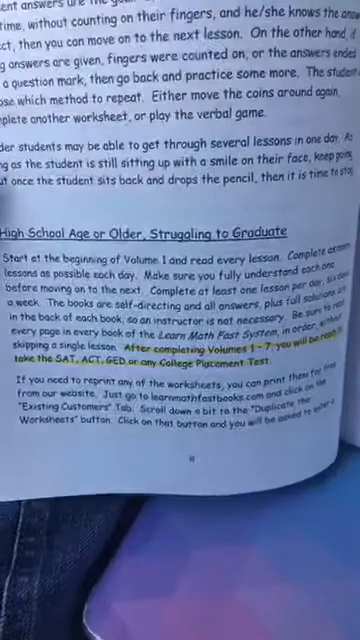 ent answers are the
time, without counting on their fingers, and he/she knows the
ct, then you can move on to the next lesson. On the other hand, if
g answers are given, fingers were counted on, or the answers ended
a question mark, then go back and practice some more. The student
ose which method to repeat. Either move the coins around again,
plete another worksheet, or play the verbal game.
der students may be able to get through several lessons in one day. As
ng as the student is still sitting up with a smile on their face, keep going
ut once the student sits back and drops the pencil, then it is time to stop
High School Age or Older, Struggling to Graduate
Start at the beginning of Volume 1 and read every lesson. Complete as many
lessons as possible each day. Make sure you fully understand each one
before moving on to the next. Complete at least one lesson per day, six days
a week. The books are self-directing and all answers, plus full solutions are
in the back of each book, so an instructor is not necessary. Be sure to read
every page in every book of the Learn Math Fast System, in order, without
skipping a single lesson. After completing Volumes 1 - 7, you will be ready to
take the SAT, ACT, GED or any College Placement Test.
If you need to reprint any of the worksheets, you can print them for free
from our website. Just go to learnmathfastbooks.com and click on the
"Existing Customers" Tab. Scroll down a bit to the "Duplicate the
Worksheets" button. Click on that button and you will be asked to enter a